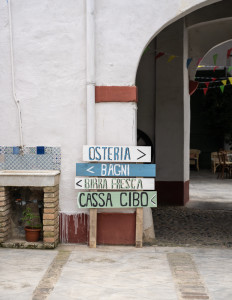 OSTERIA >
< BAGNI
< BIRRA FRESCA
CASSA CIBO <